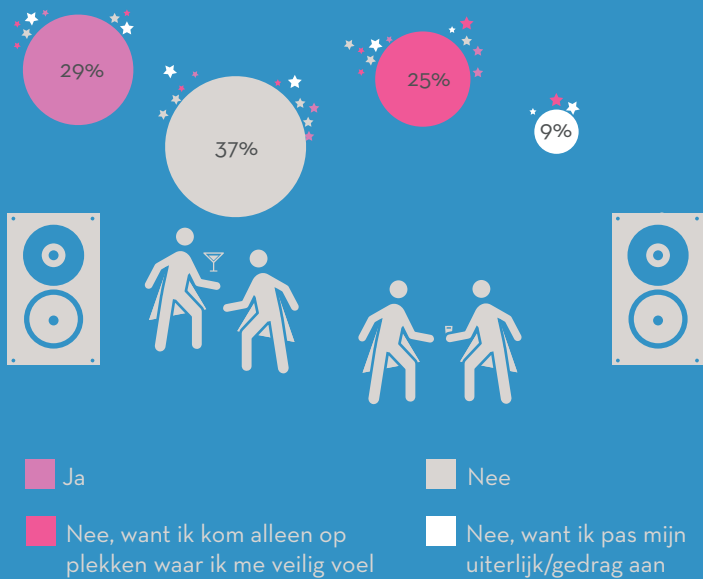 29%
37%
25%
9%
Ja
Nee
Nee, want ik kom alleen op
plekken waar ik me veilig voel
Nee, want ik pas mijn
uiterlijk/gedrag aan